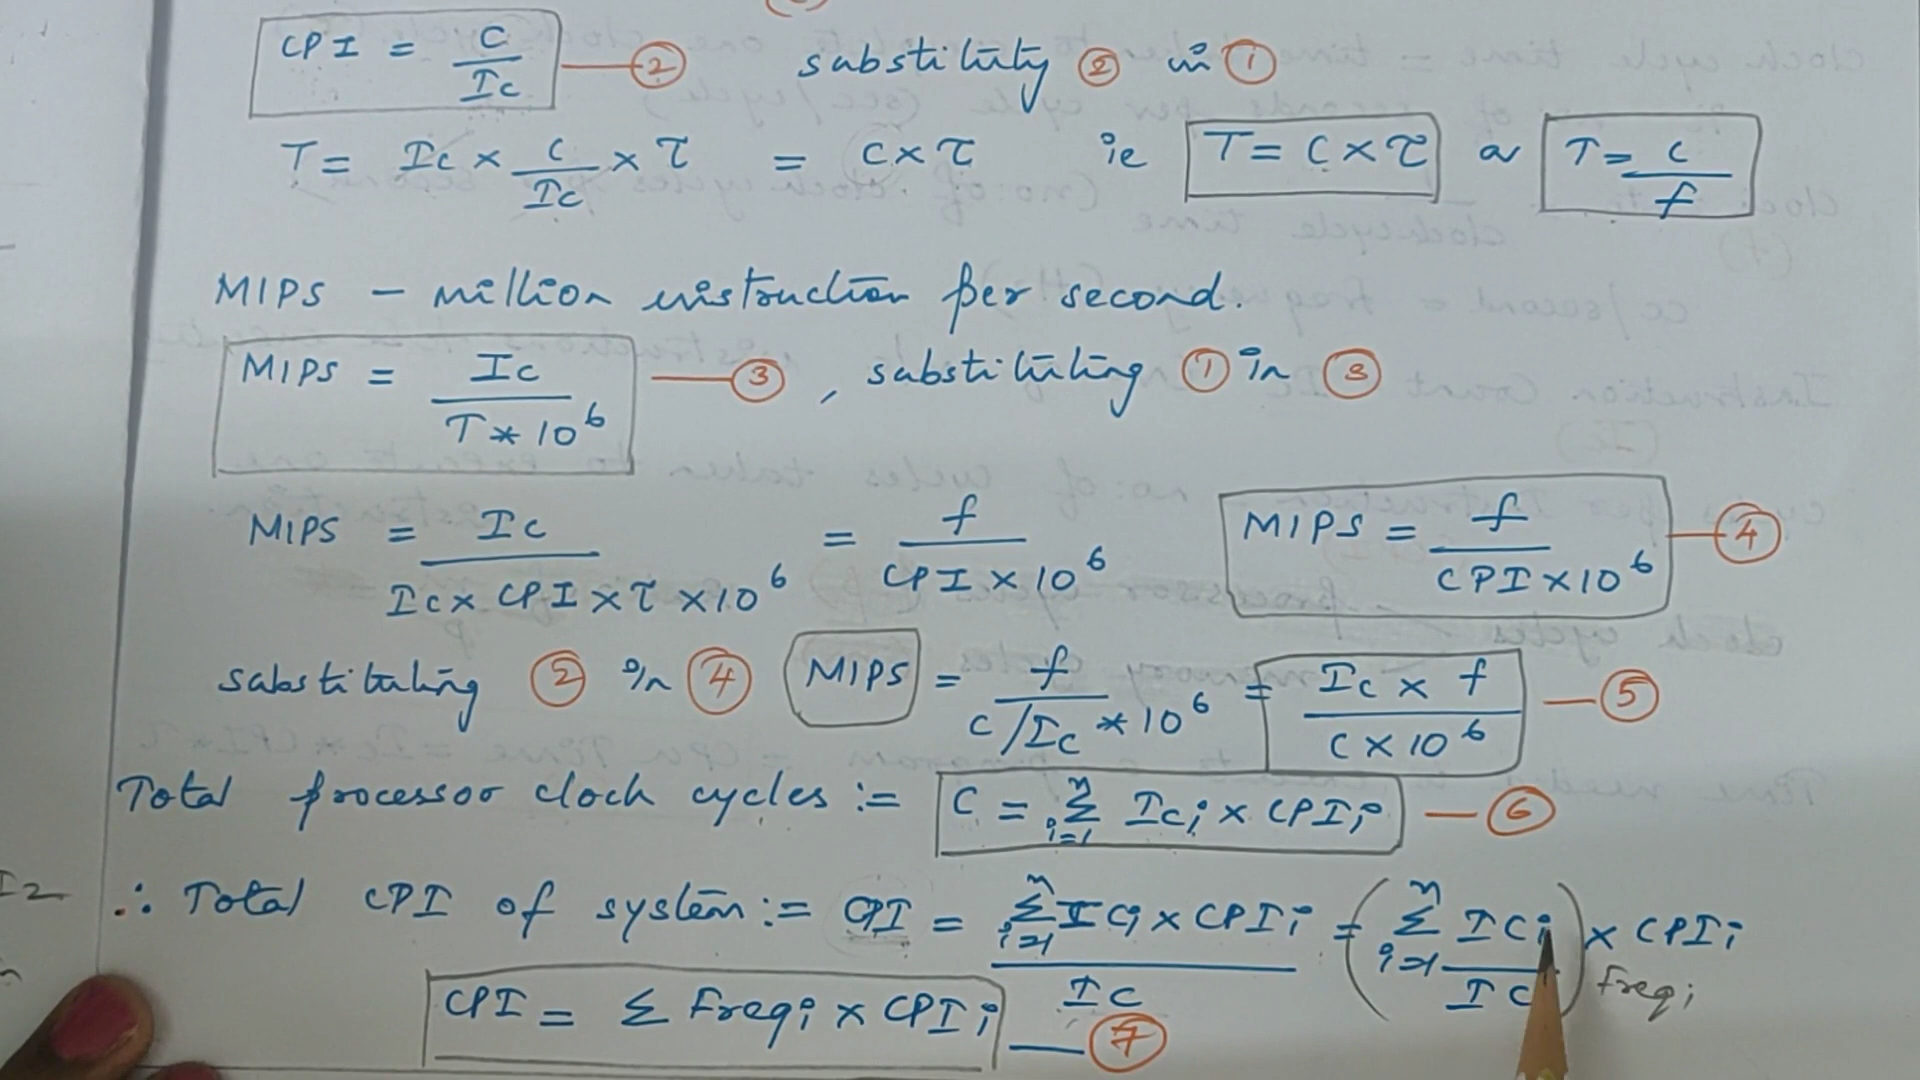 CPI = C / Ic — ② substituting ② in ①
T = Ic × C / Ic × τ = C × τ ie T = C × τ or T = C / f
MIPS - million instruction per second.
MIPS = Ic / T * 10^6 — ③ , substituting ① in ③
MIPS = Ic / Ic × CPI × τ × 10^6 = f / CPI × 10^6 MIPS = f / CPI × 10^6 — ④
substituting ② in ④ MIPS = f / C/Ic * 10^6 = Ic × f / C × 10^6 — ⑤
Total processor clock cycles := C = n Σ i=1 Ici × CPIi — ⑥
∴ Total CPI of system := CPI = n Σ i=1 ICi × CPIi / IC = ( n Σ i=1 ICi / IC ) × CPIi
Freqi
CPI = Σ Freqi × CPIi — ⑦